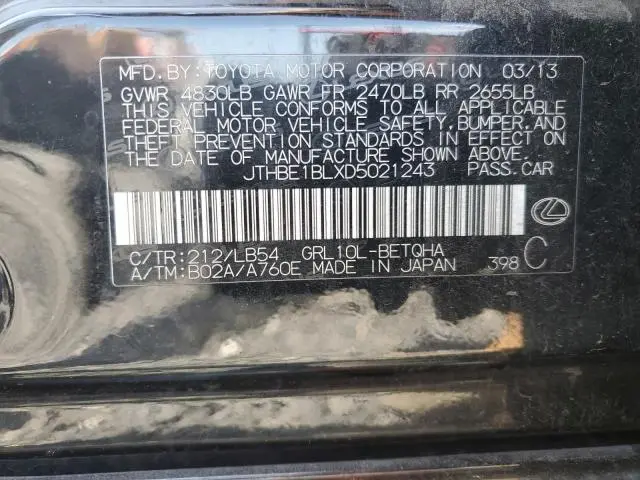 MFD. BY: TOYOTA MOTOR CORPORATION 03/13
GVWR 4830LB GAWR FR 2470LB RR 2655LB
THIS VEHICLE CONFORMS TO ALL APPLICABLE
FEDERAL MOTOR VEHICLE SAFETY, BUMPER, AND
THEFT PREVENTION STANDARDS IN EFFECT ON
THE DATE OF MANUFACTURE SHOWN ABOVE.
JTHBE1BLXD5021243 PASS.CAR
C/TR:212/LB54 GRL10L-BETQHA
A/TM:B02A/A760E MADE IN JAPAN 398 C